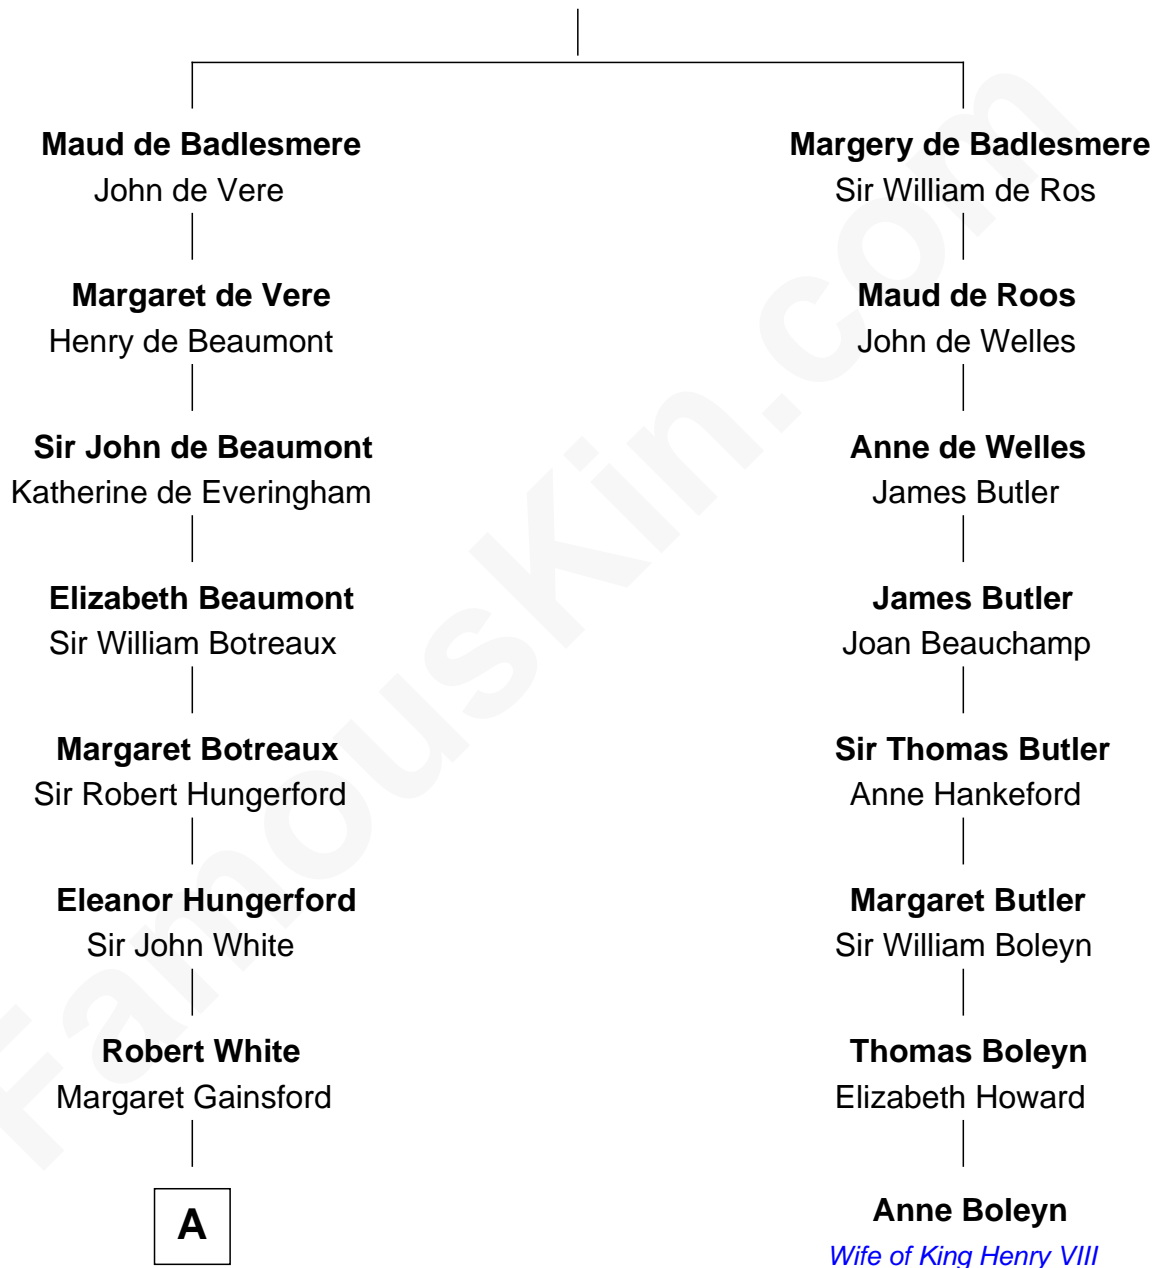 Maud de Badlesmere
John de Vere
Margaret de Vere
Henry de Beaumont
Sir John de Beaumont
Katherine de Everingham
Elizabeth Beaumont
Sir William Botreaux
Margaret Botreaux
Sir Robert Hungerford
Eleanor Hungerford
Sir John White
Robert White
Margaret Gainsford
A
Margery de Badlesmere
Sir William de Ros
Maud de Roos
John de Welles
Anne de Welles
James Butler
James Butler
Joan Beauchamp
Sir Thomas Butler
Anne Hankeford
Margaret Butler
Sir William Boleyn
Thomas Boleyn
Elizabeth Howard
Anne Boleyn
Wife of King Henry VIII
FamousKin.com